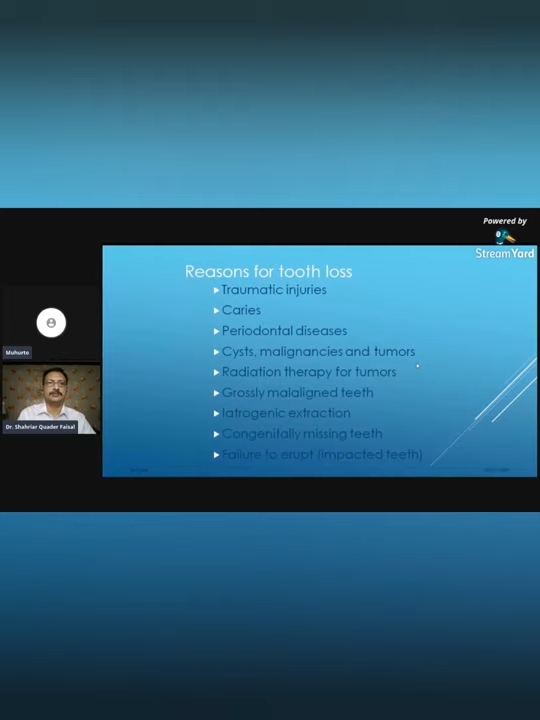 Powered by
StreamYard
Reasons for tooth loss
Traumatic injuries
Caries
Periodontal diseases
Cysts, malignancies and tumors
Radiation therapy for tumors
Grossly malaligned teeth
Iatrogenic extraction
Congenitally missing teeth
Failure to erupt (impacted teeth)
Muhurto
Dr. Shahriar Quader Faisal